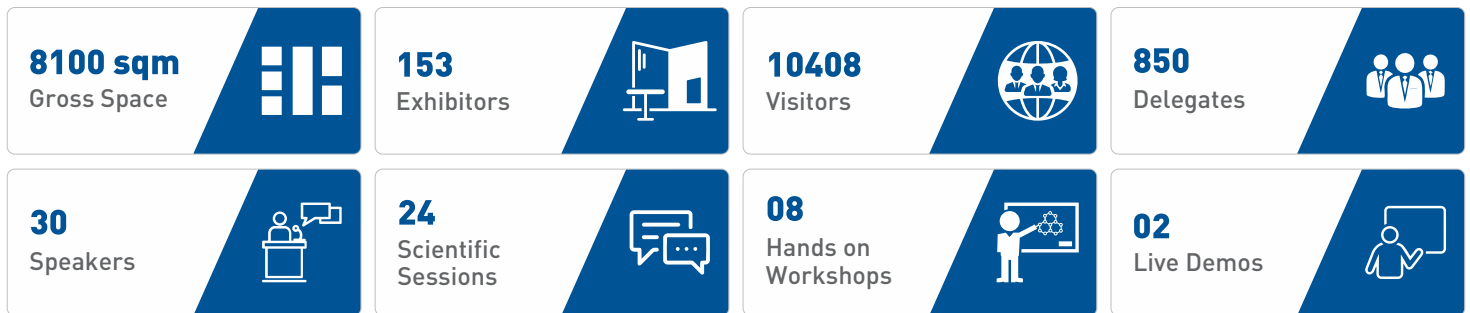 8100 sqm
Gross Space
153
Exhibitors
10408
Visitors
850
Delegates
30
Speakers
24
Scientific
Sessions
08
Hands on
Workshops
02
Live Demos